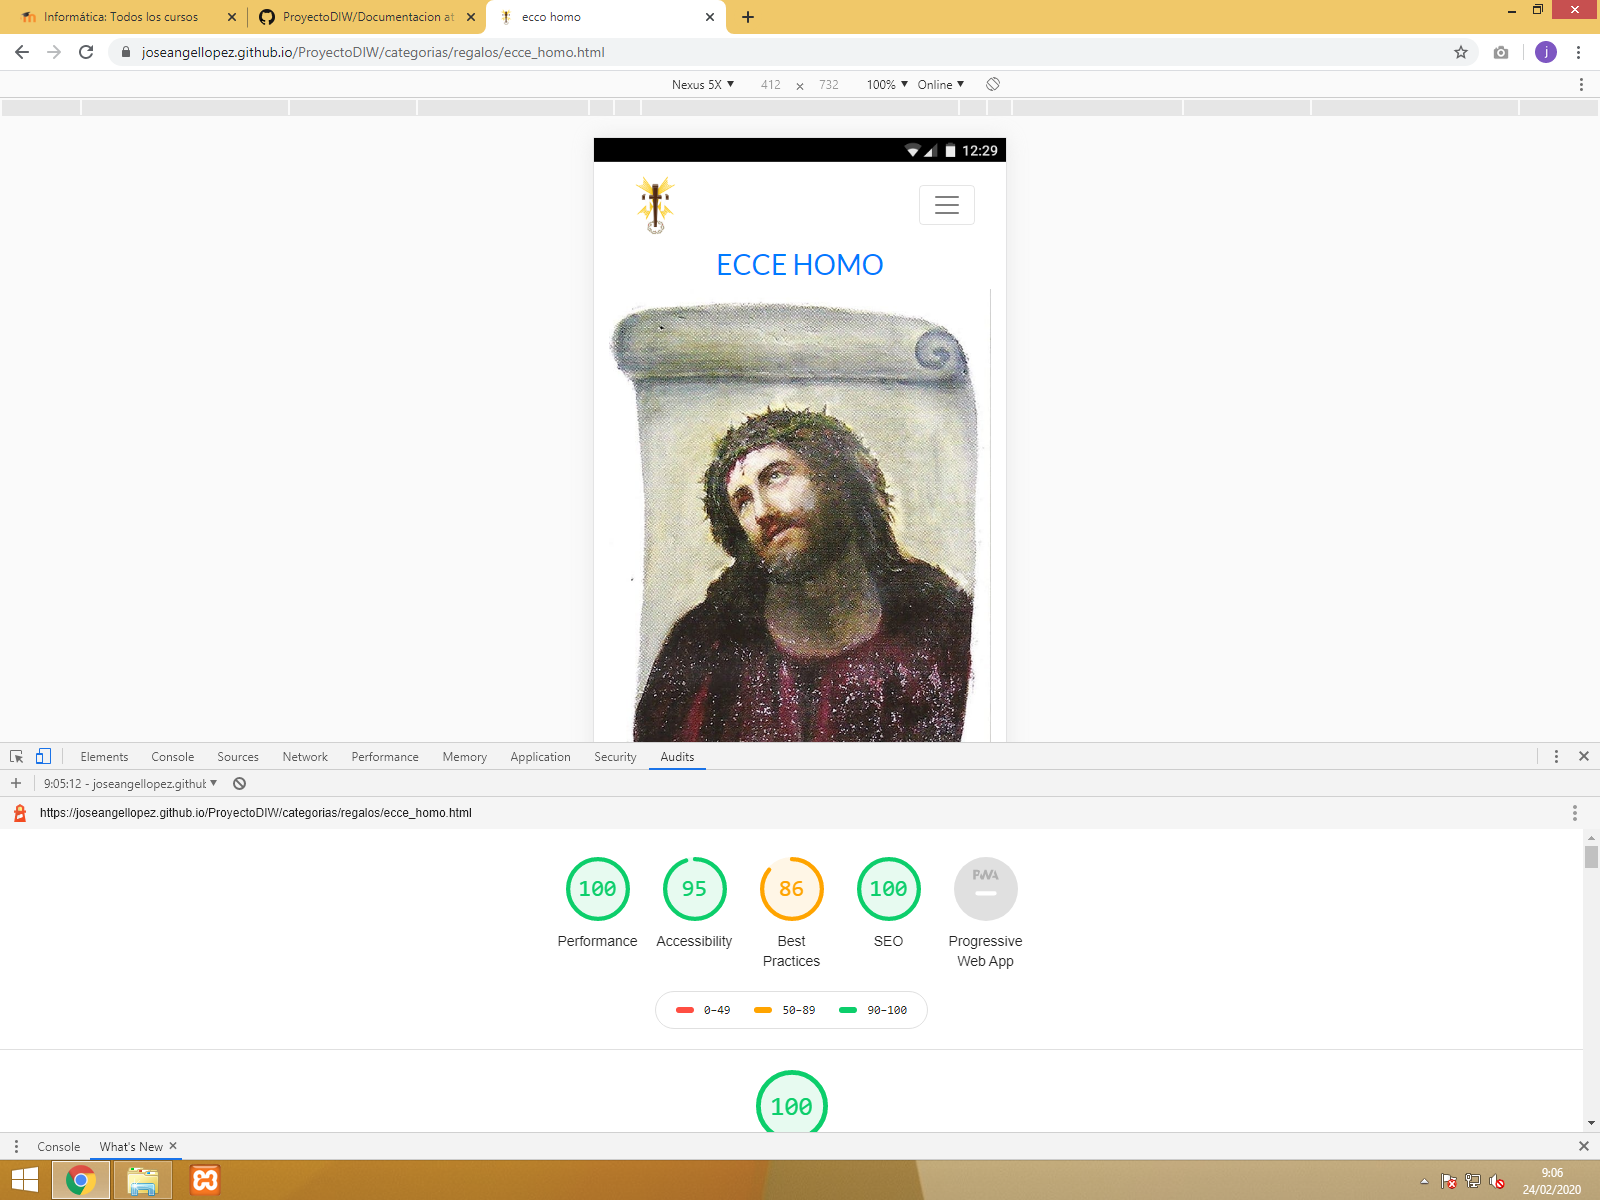 Informática: Todos los cursos
ProyectoDIW/Documentacion at
ecco homo
joseangellopez.github.io/ProyectoDIW/categorias/regalos/ecce_homo.html
j
Nexus 5X ▼ 412 × 732 100% ▼ Online ▼
12:29
ECCE HOMO
Elements Console Sources Network Performance Memory Application Security Audits
9:05:12 - joseangellopez.github ▼
https://joseangellopez.github.io/ProyectoDIW/categorias/regalos/ecce_homo.html
100 95 86 100 PWA
Performance Accessibility Best Practices SEO Progressive Web App
0–49 50–89 90–100
100
Console What's New
9:06
24/02/2020